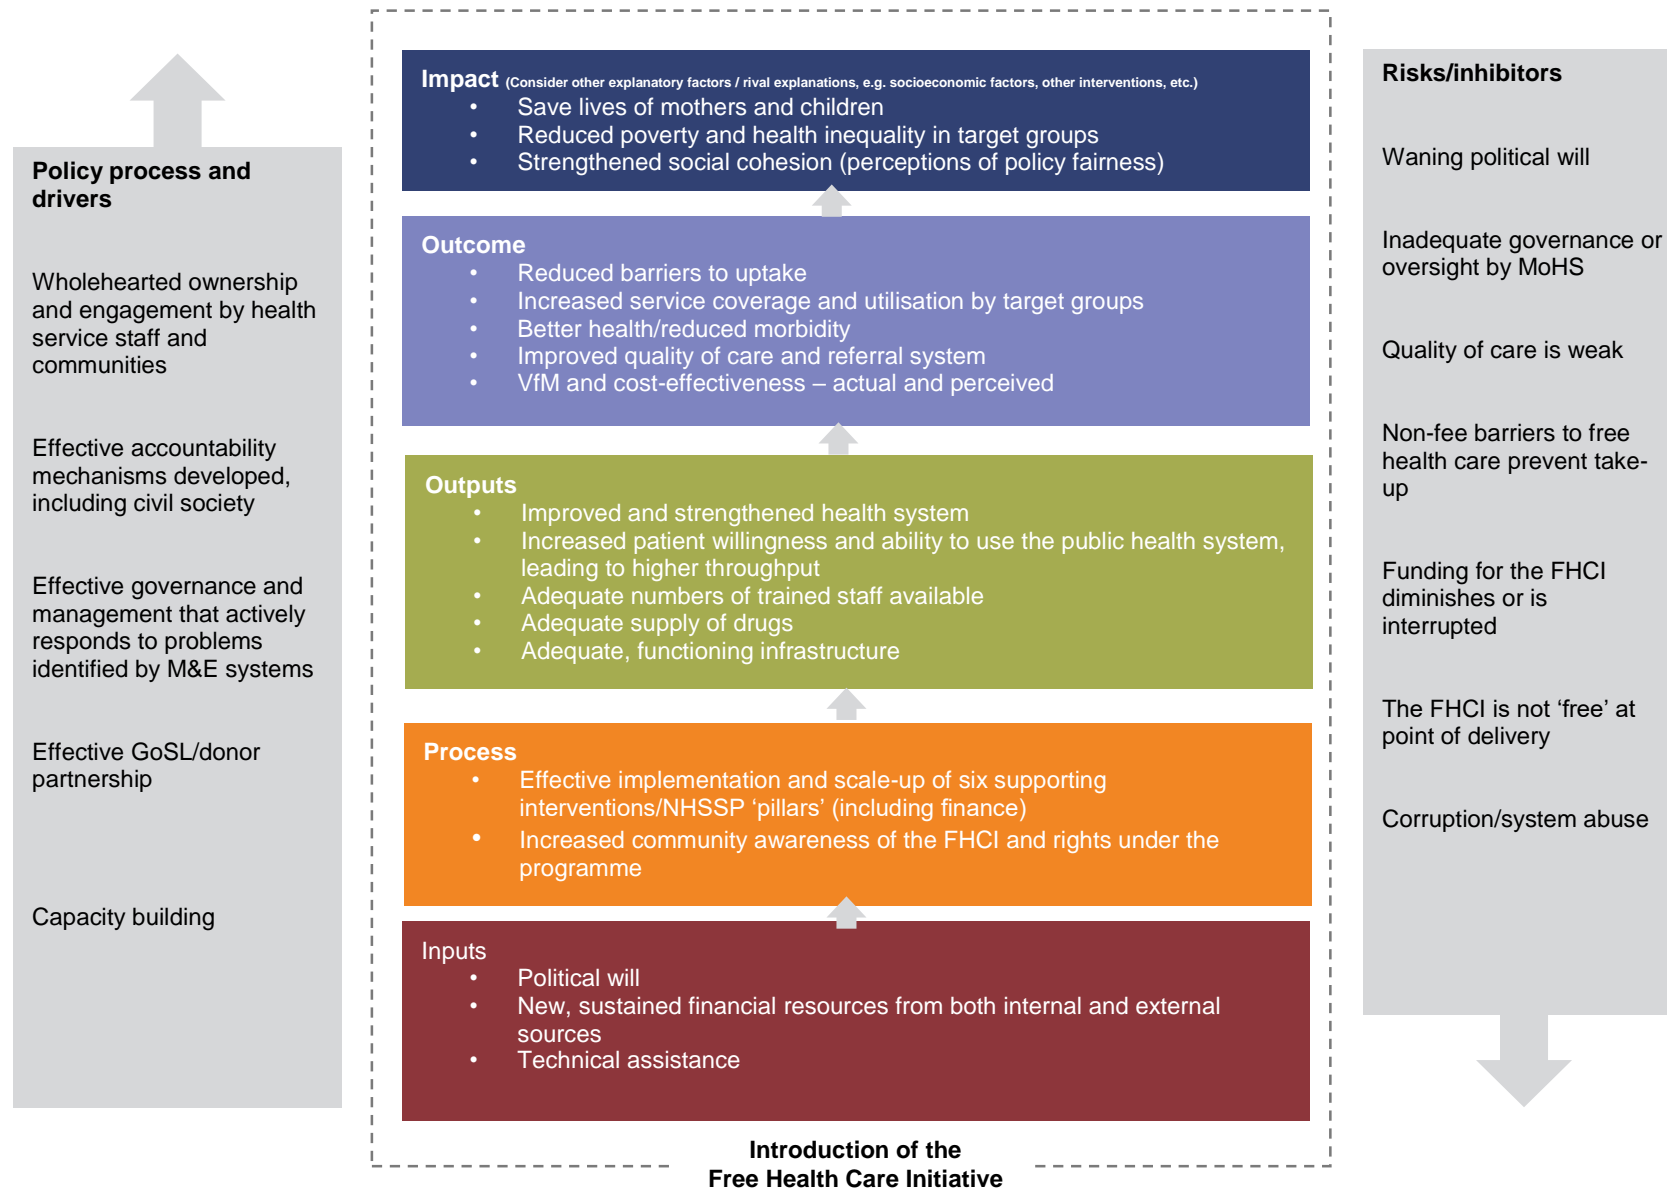 Policy process and
drivers
Wholehearted ownership
and engagement by health
service staff and
communities
Effective accountability
mechanisms developed,
including civil society
Effective governance and
management that actively
responds to problems
identified by M&E systems
Effective GoSL/donor
partnership
Capacity building
Impact (Consider other explanatory factors / rival explanations, e.g. socioeconomic factors, other interventions, etc.)
• Save lives of mothers and children
• Reduced poverty and health inequality in target groups
• Strengthened social cohesion (perceptions of policy fairness)
Outcome
• Reduced barriers to uptake
• Increased service coverage and utilisation by target groups
• Better health/reduced morbidity
• Improved quality of care and referral system
• VfM and cost-effectiveness – actual and perceived
Outputs
• Improved and strengthened health system
• Increased patient willingness and ability to use the public health system,
leading to higher throughput
• Adequate numbers of trained staff available
• Adequate supply of drugs
• Adequate, functioning infrastructure
Process
• Effective implementation and scale-up of six supporting
interventions/NHSSP ‘pillars’ (including finance)
• Increased community awareness of the FHCI and rights under the
programme
Inputs
• Political will
• New, sustained financial resources from both internal and external
sources
• Technical assistance
Introduction of the
Free Health Care Initiative
Risks/inhibitors
Waning political will
Inadequate governance or
oversight by MoHS
Quality of care is weak
Non-fee barriers to free
health care prevent take-
up
Funding for the FHCI
diminishes or is
interrupted
The FHCI is not ‘free’ at
point of delivery
Corruption/system abuse